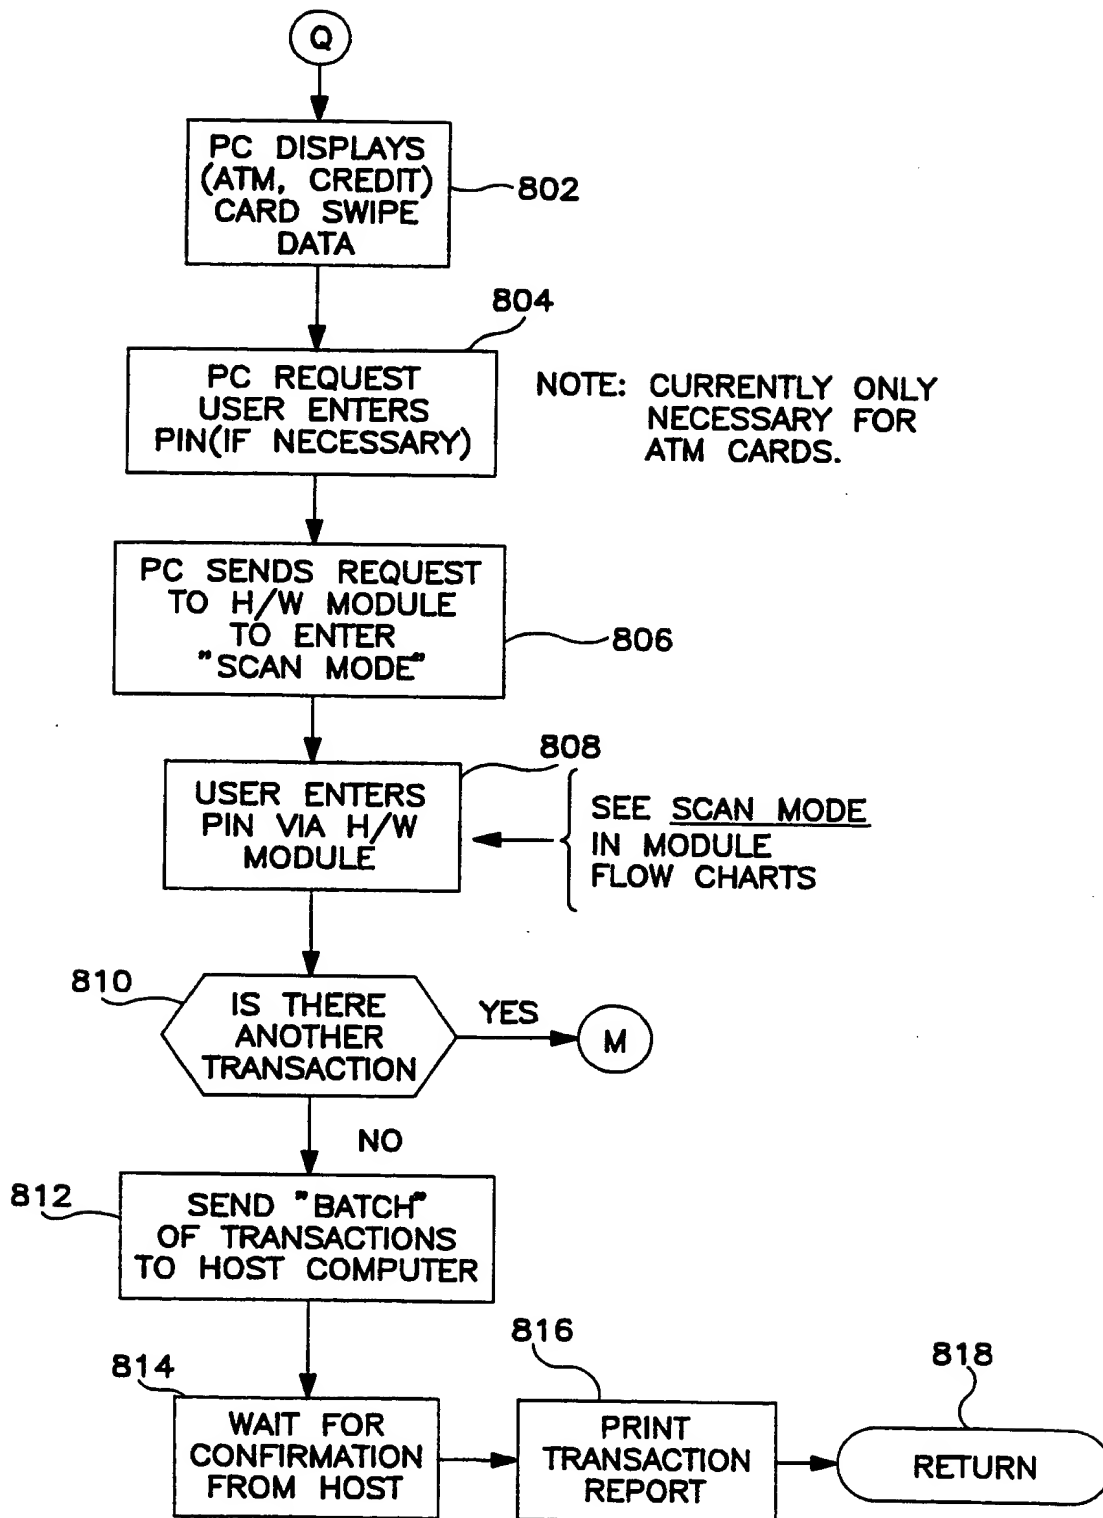 Q
PC DISPLAYS
(ATM, CREDIT)
CARD SWIPE
DATA
802
804
PC REQUEST
USER ENTERS
PIN(IF NECESSARY)
NOTE: CURRENTLY ONLY
NECESSARY FOR
ATM CARDS.
PC SENDS REQUEST
TO H/W MODULE
TO ENTER
"SCAN MODE"
806
808
USER ENTERS
PIN VIA H/W
MODULE
SEE SCAN MODE
IN MODULE
FLOW CHARTS
810
IS THERE
ANOTHER
TRANSACTION
YES
M
NO
812
SEND "BATCH"
OF TRANSACTIONS
TO HOST COMPUTER
814
WAIT FOR
CONFIRMATION
FROM HOST
816
PRINT
TRANSACTION
REPORT
818
RETURN